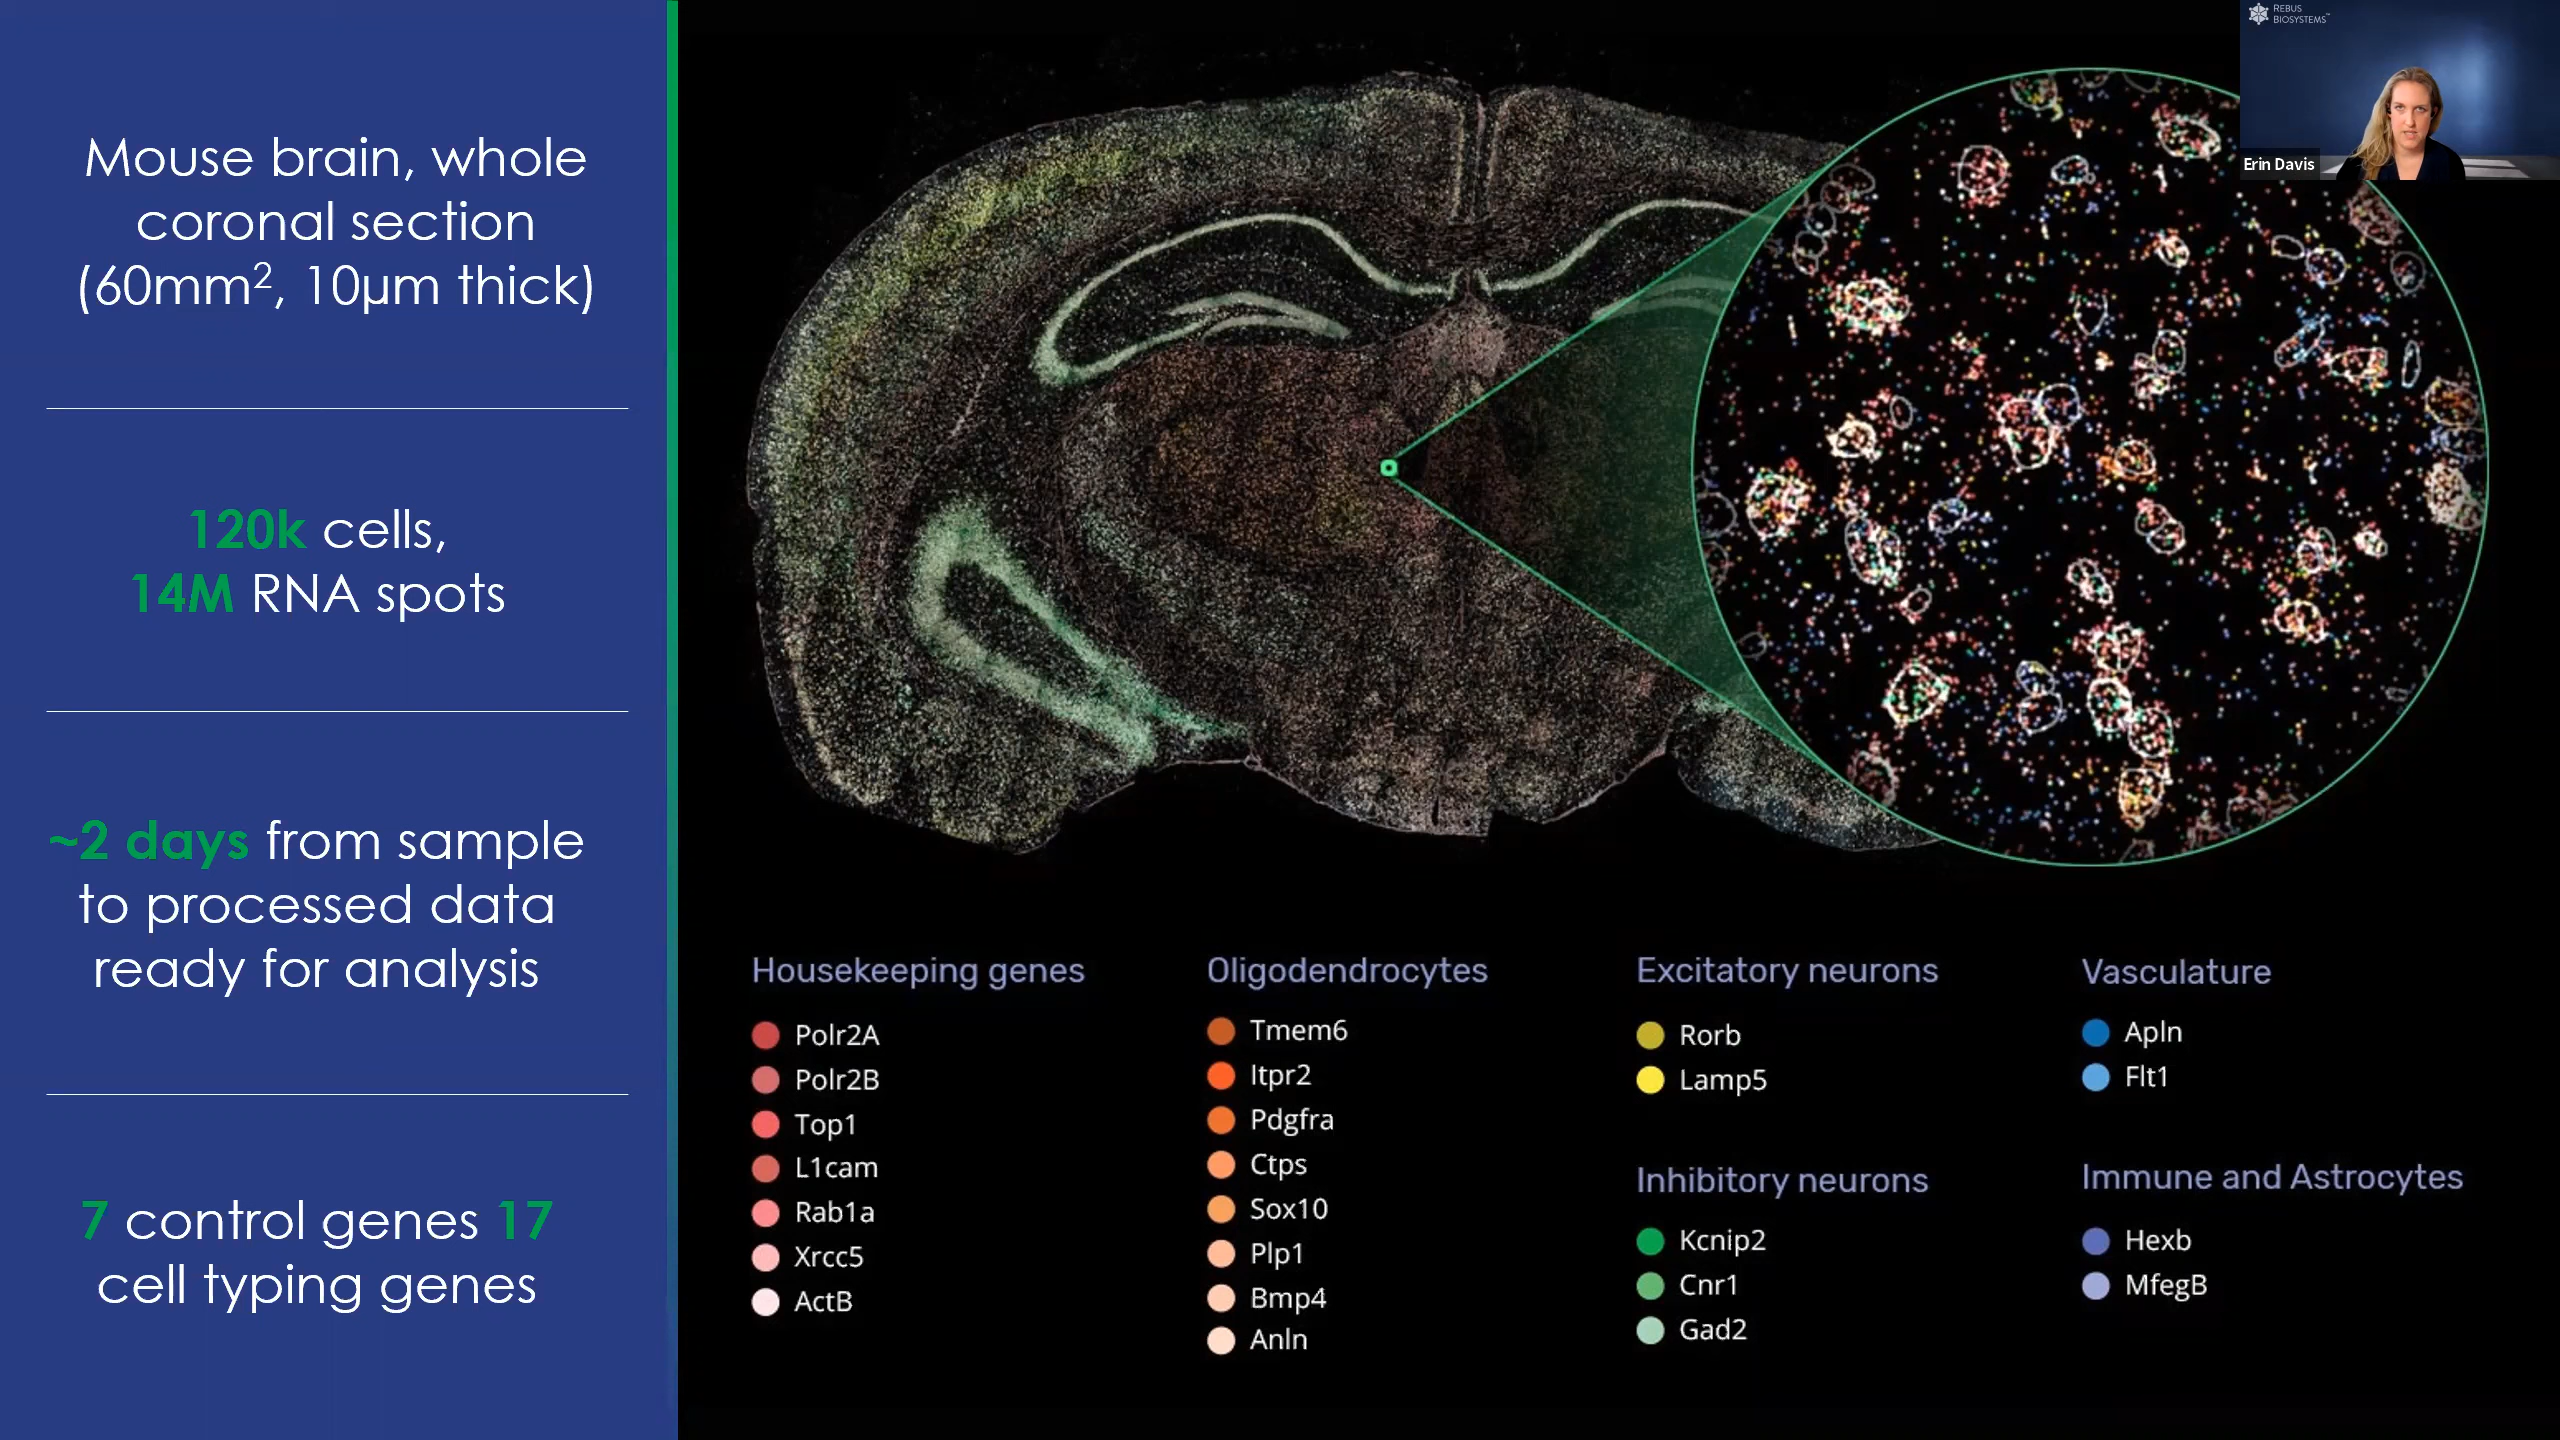 Mouse brain, whole
coronal section
(60mm², 10µm thick)
120k cells,
14M RNA spots
~2 days from sample
to processed data
ready for analysis
7 control genes 17
cell typing genes
REBUS
BIOSYSTEMS™
Erin Davis
Housekeeping genes
Polr2A
Polr2B
Top1
L1cam
Rab1a
Xrcc5
ActB
Oligodendrocytes
Tmem6
Itpr2
Pdgfra
Ctps
Sox10
Plp1
Bmp4
Anln
Excitatory neurons
Rorb
Lamp5
Inhibitory neurons
Kcnip2
Cnr1
Gad2
Vasculature
Apln
Flt1
Immune and Astrocytes
Hexb
MfegB